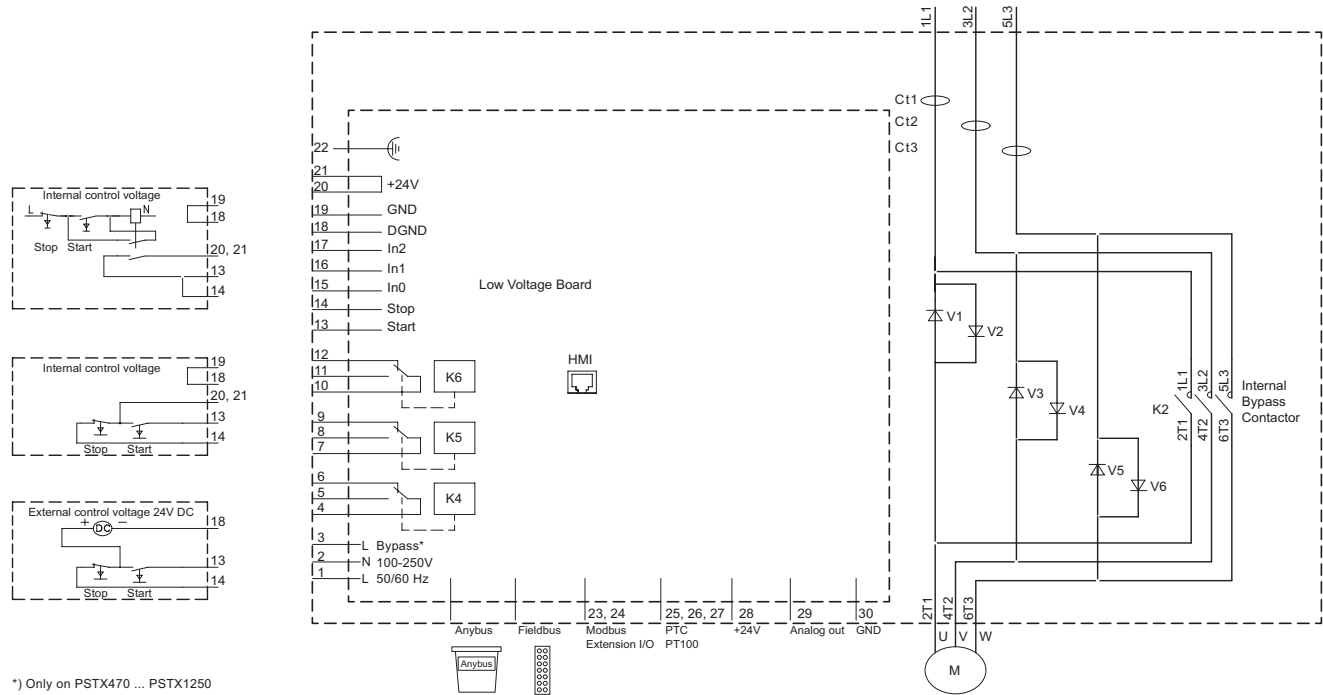 1L1
3L2
5L3
Ct1
Ct2
Ct3
22
21
20
+24V
19
GND
18
DGND
17
In2
16
In1
15
In0
14
Stop
13
Start
Low Voltage Board
HMI
12
11
10
K6
9
8
7
K5
6
5
4
K4
3
L Bypass*
2
N 100-250V
1
L 50/60 Hz
Internal control voltage
L
N
Stop Start
19
18
20, 21
13
14
Internal control voltage
19
18
20, 21
13
14
Stop Start
External control voltage 24V DC
+
DC
–
18
13
14
Stop Start
V1
V2
V3
V4
V5
V6
K2
1L1
3L2
5L3
2T1
4T2
6T3
Internal
Bypass
Contactor
23, 24
25, 26, 27
28
29
30
Anybus
Fieldbus
Modbus
Extension I/O
PTC
PT100
+24V
Analog out
GND
Anybus
2T1
4T2
6T3
U
V
W
M
*) Only on PSTX470 ... PSTX1250